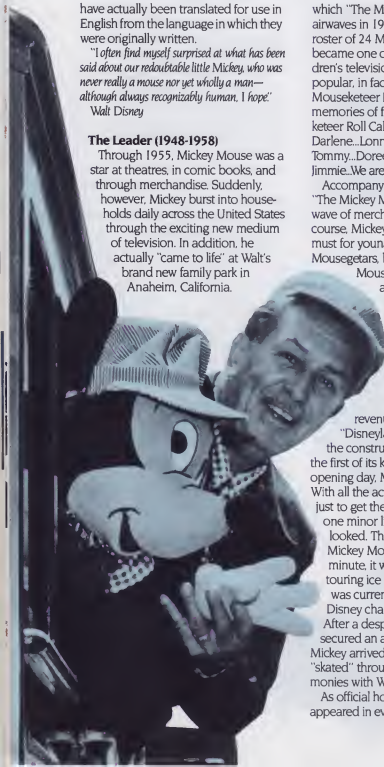 have actually been translated for use in
English from the language in which they
were originally written.
"I often find myself surprised at what has been
said about our redoubtable little Mickey, who was
never really a mouse nor yet wholly a man—
although always recognizably human, I hope."
Walt Disney
The Leader (1948-1958)
Through 1955, Mickey Mouse was a
star at theatres, in comic books, and
through merchandise. Suddenly,
however, Mickey burst into house-
holds daily across the United States
through the exciting new medium
of television. In addition, he
actually "came to life" at Walt's
brand new family park in
Anaheim, California.
which "The M
airwaves in 19
roster of 24 M
became one o
dren's televisio
popular, in fac
Mouseketeer
memories of f
keteer Roll Cal
Darlene...Lonn
Tommy...Doree
Jimmie..We are
Accompany
"The Mickey M
wave of merch
course, Mickey
must for young
Mousegetars,
Mous
a
revenu
"Disneyla
the constru
the first of its k
opening day, M
With all the ac
just to get the
one minor
looked. Th
Mickey Mo
minute, it w
touring ice
was curren
Disney cha
After a desp
secured an a
Mickey arrived
"skated" throu
monies with W
As official ho
appeared in ev